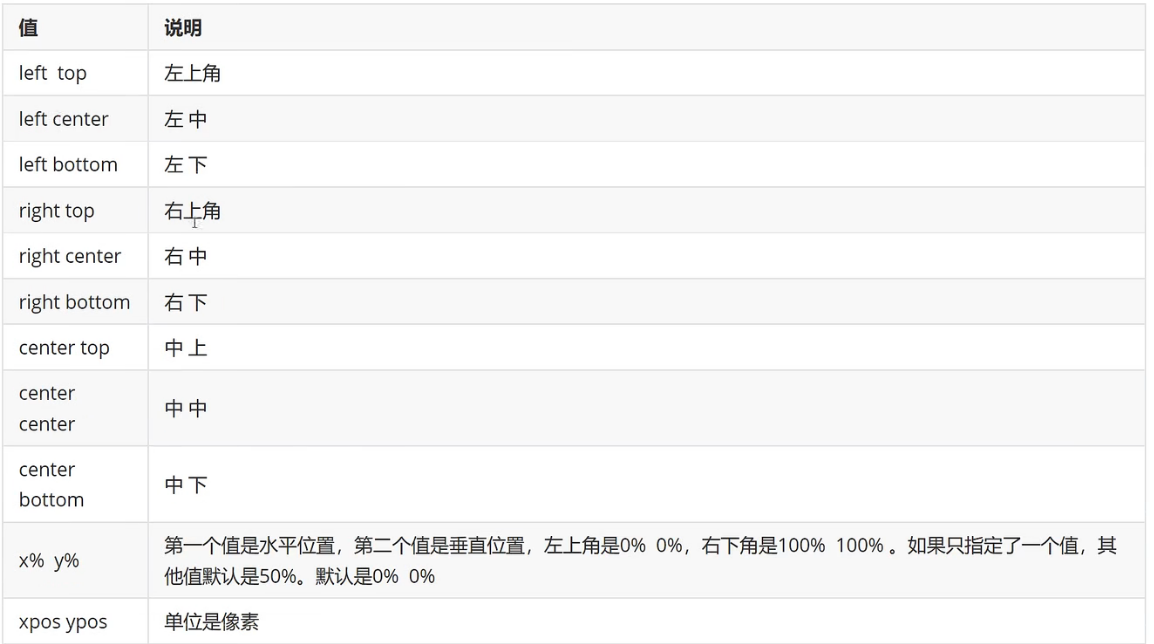 值 说明
left top 左上角
left center 左 中
left bottom 左 下
right top 右上角
right center 右 中
right bottom 右 下
center top 中 上
center
center
中 中
center
bottom
中 下
x% y%
第一个值是水平位置，第二个值是垂直位置，左上角是0% 0%，右下角是100% 100% 。如果只指定了一个值，其
他值默认是50%。默认是0% 0%
xpos ypos 单位是像素